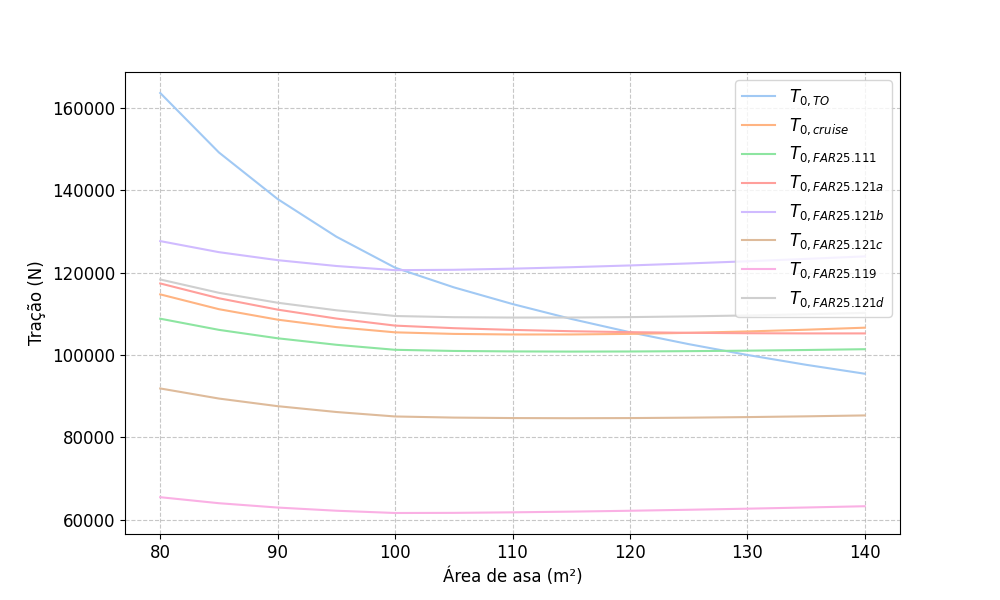 160000
140000
120000
100000
80000
60000
80 90 100 110 120 130 140
Tração (N)
Área de asa (m²)
T0,TO
T0,cruise
T0,FAR25.111
T0,FAR25.121a
T0,FAR25.121b
T0,FAR25.121c
T0,FAR25.119
T0,FAR25.121d